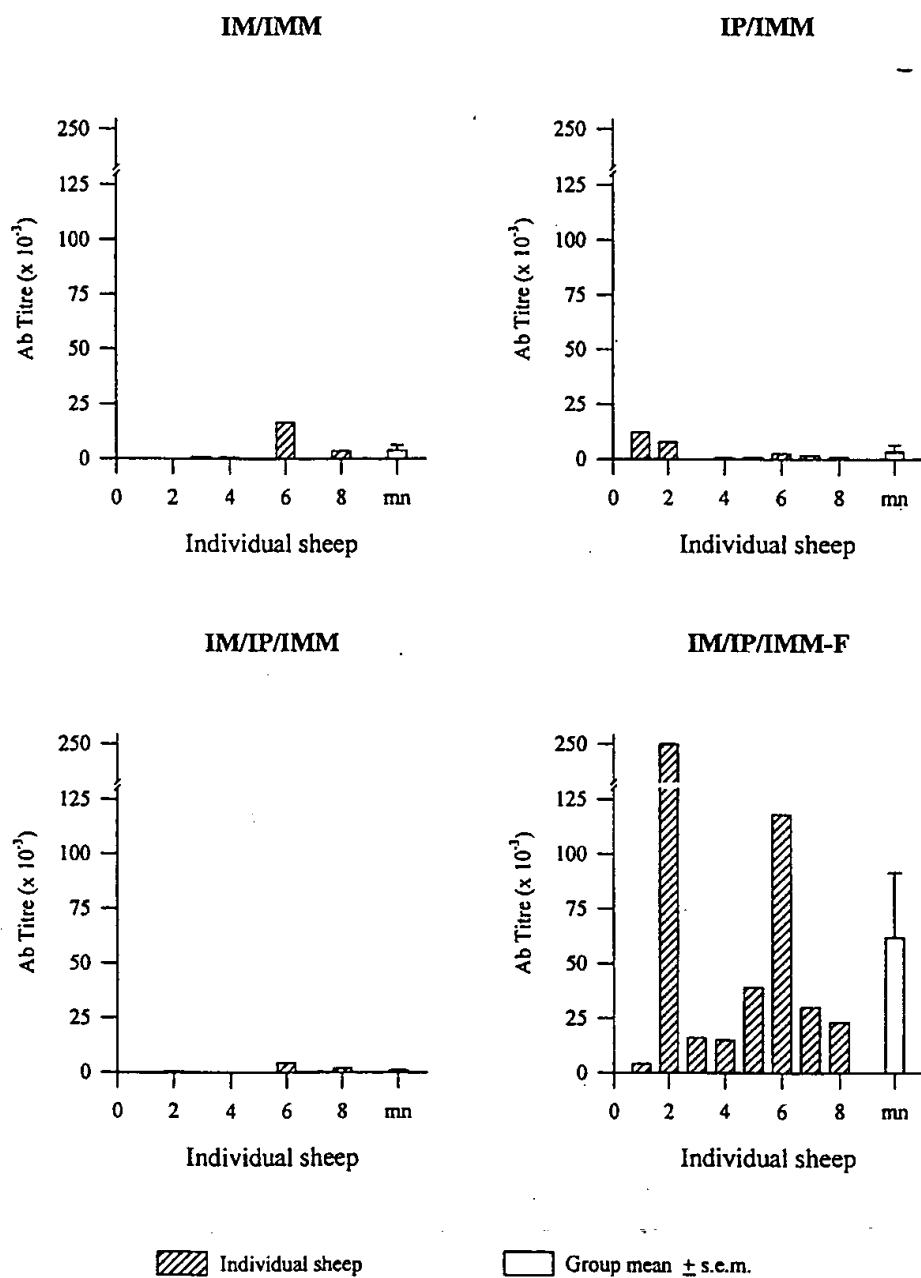 IM/IMM
IP/IMM
250
125
100
75
50
25
0
Ab Titre (x 10⁻³)
0 2 4 6 8 mn
Individual sheep
250
125
100
75
50
25
0
Ab Titre (x 10⁻³)
0 2 4 6 8 mn
Individual sheep
IM/IP/IMM
IM/IP/IMM-F
250
125
100
75
50
25
0
Ab Titre (x 10⁻³)
0 2 4 6 8 mn
Individual sheep
250
125
100
75
50
25
0
Ab Titre (x 10⁻³)
0 2 4 6 8 mn
Individual sheep
Individual sheep
Group mean ± s.e.m.